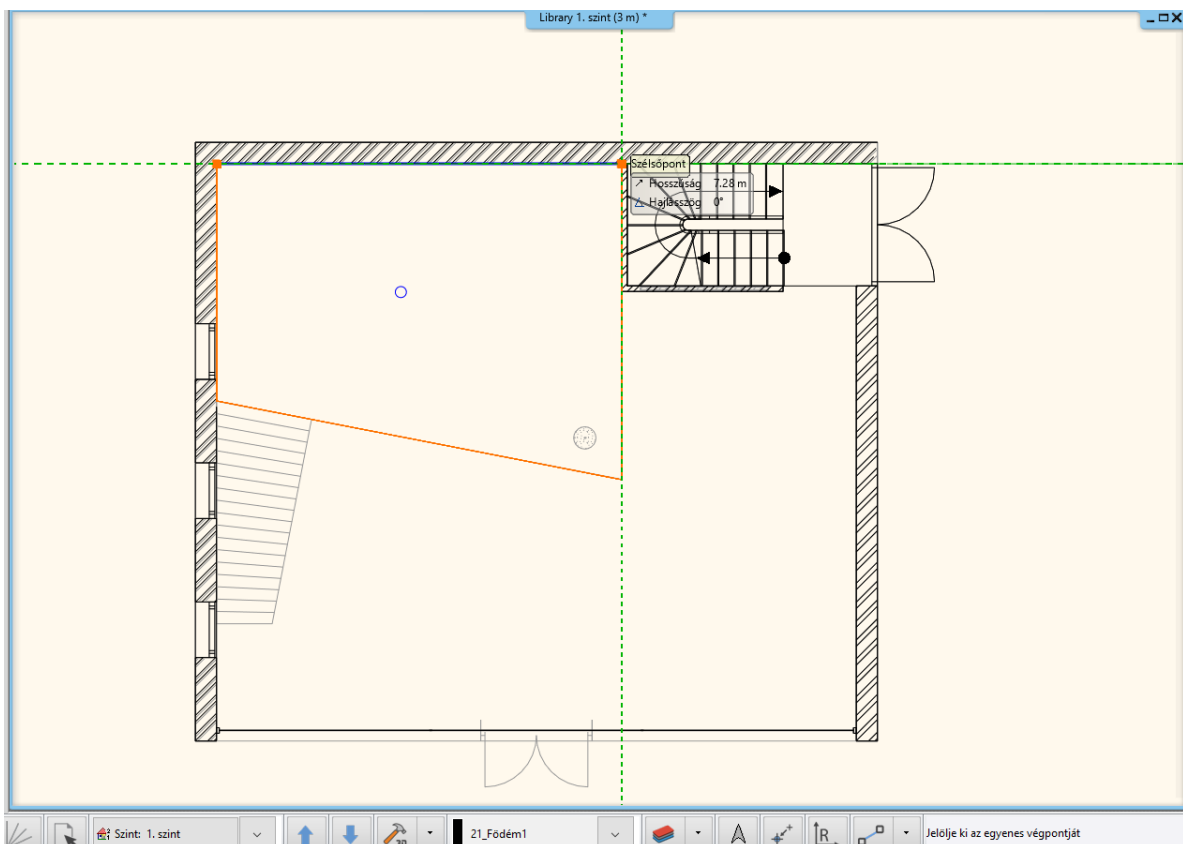 Library 1. szint (3 m) *
Szélsőpont
Hosszúság 7.28 m
Hajlásszög 0°
Szint: 1. szint
21_Födém1
Jelölje ki az egyenes végpontját